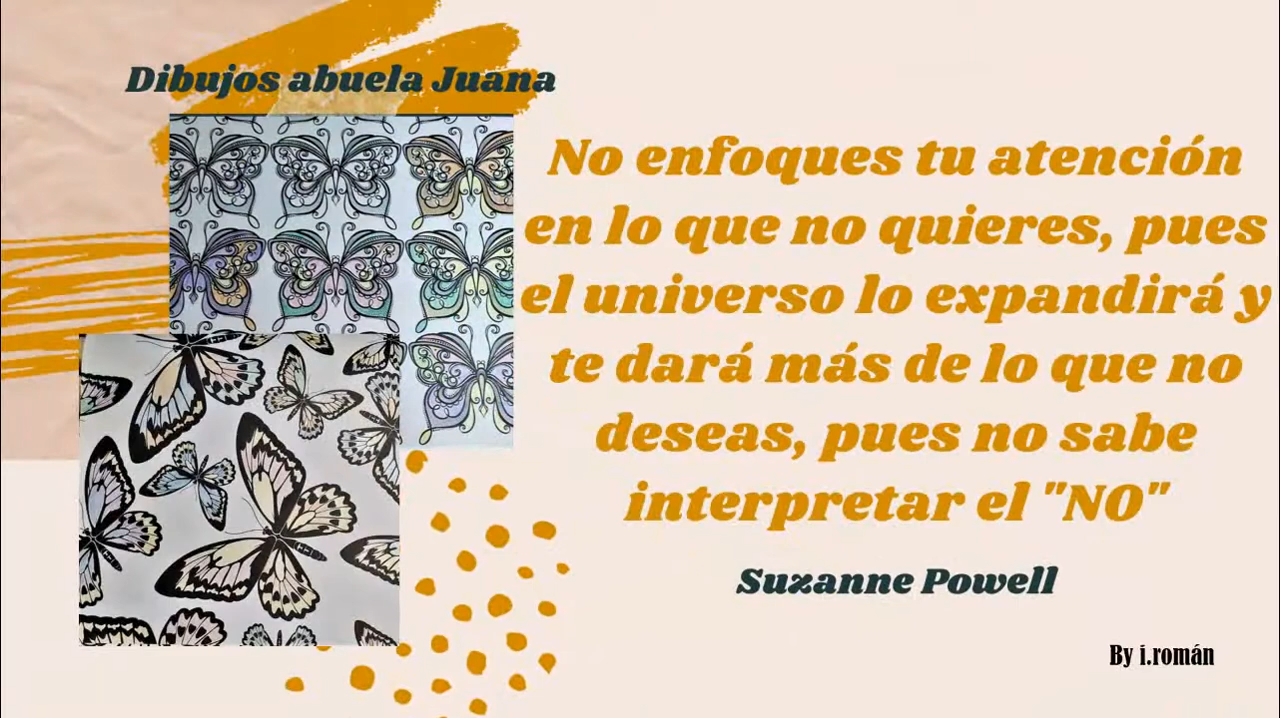 Dibujos abuela Juana
No enfoques tu atención
en lo que no quieres, pues
el universo lo expandirá y
te dará más de lo que no
deseas, pues no sabe
interpretar el "NO"
Suzanne Powell
By i.román